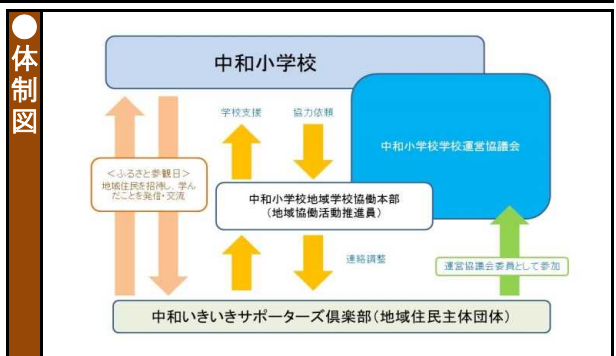 ●体制図
中和小学校
学校支援
協力依頼
中和小学校学校運営協議会
＜ふるさと参観日＞
地域住民を招待し、学ん
だことを発信・交流
中和小学校地域学校協働本部
（地域協働活動推進員）
連絡調整
運営協議会委員として参加
中和いきいきサポーターズ倶楽部（地域住民主体団体）